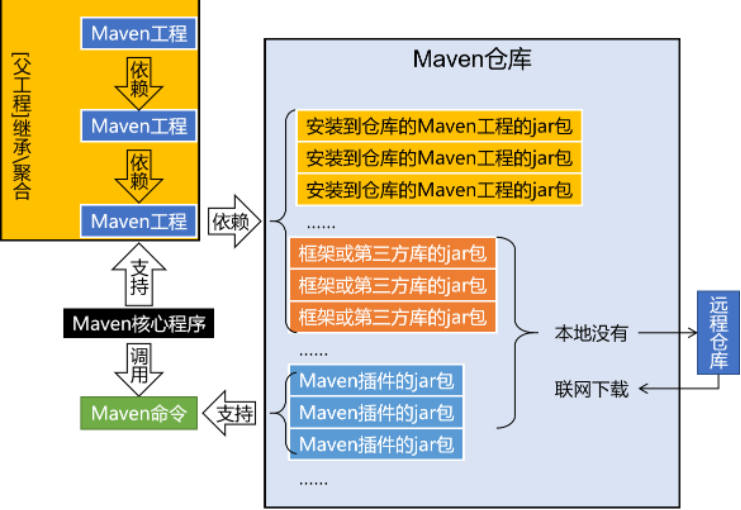 [父工程]继承\聚合
Maven工程
依赖
Maven工程
依赖
Maven工程
支持
Maven核心程序
调用
Maven命令
依赖
支持
Maven仓库
安装到仓库的Maven工程的jar包
安装到仓库的Maven工程的jar包
安装到仓库的Maven工程的jar包
......
框架或第三方库的jar包
框架或第三方库的jar包
框架或第三方库的jar包
......
Maven插件的jar包
Maven插件的jar包
Maven插件的jar包
......
本地没有
联网下载
远程仓库